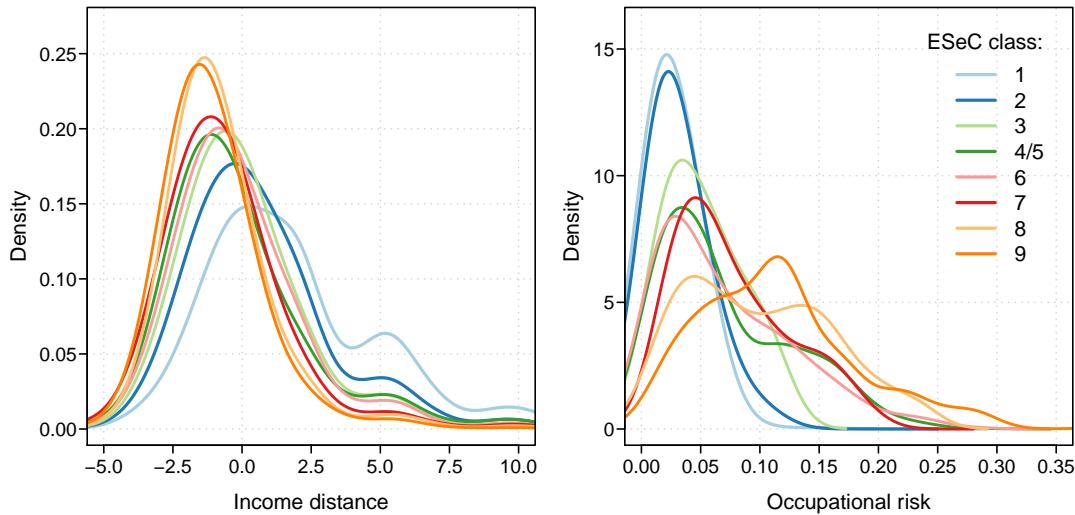 0.25
0.20
0.15
0.10
0.05
0.00
Density
−5.0 −2.5 0.0 2.5 5.0 7.5 10.0
Income distance
15
10
5
0
Density
0.00 0.05 0.10 0.15 0.20 0.25 0.30 0.35
Occupational risk
ESeC class:
1
2
3
4/5
6
7
8
9